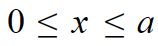 0 ≤ x ≤ a